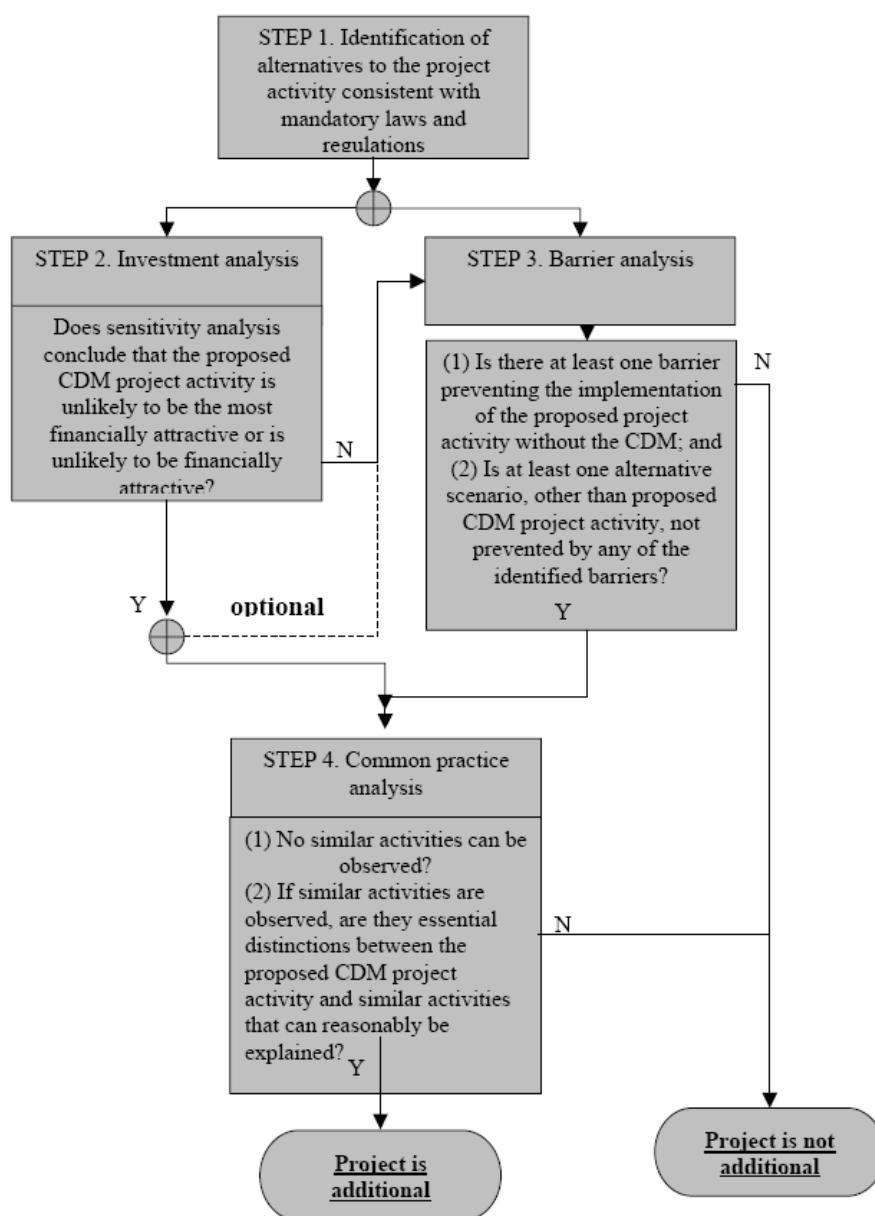 STEP 1. Identification of
alternatives to the project
activity consistent with
mandatory laws and
regulations
STEP 2. Investment analysis
Does sensitivity analysis
conclude that the proposed
CDM project activity is
unlikely to be the most
financially attractive or is
unlikely to be financially
attractive?
N
Y
optional
STEP 3. Barrier analysis
(1) Is there at least one barrier
preventing the implementation
of the proposed project
activity without the CDM; and
(2) Is at least one alternative
scenario, other than proposed
CDM project activity, not
prevented by any of the
identified barriers?
N
Y
STEP 4. Common practice
analysis
(1) No similar activities can be
observed?
(2) If similar activities are
observed, are they essential
distinctions between the
proposed CDM project
activity and similar activities
that can reasonably be
explained?
N
Y
Project is
additional
Project is not
additional